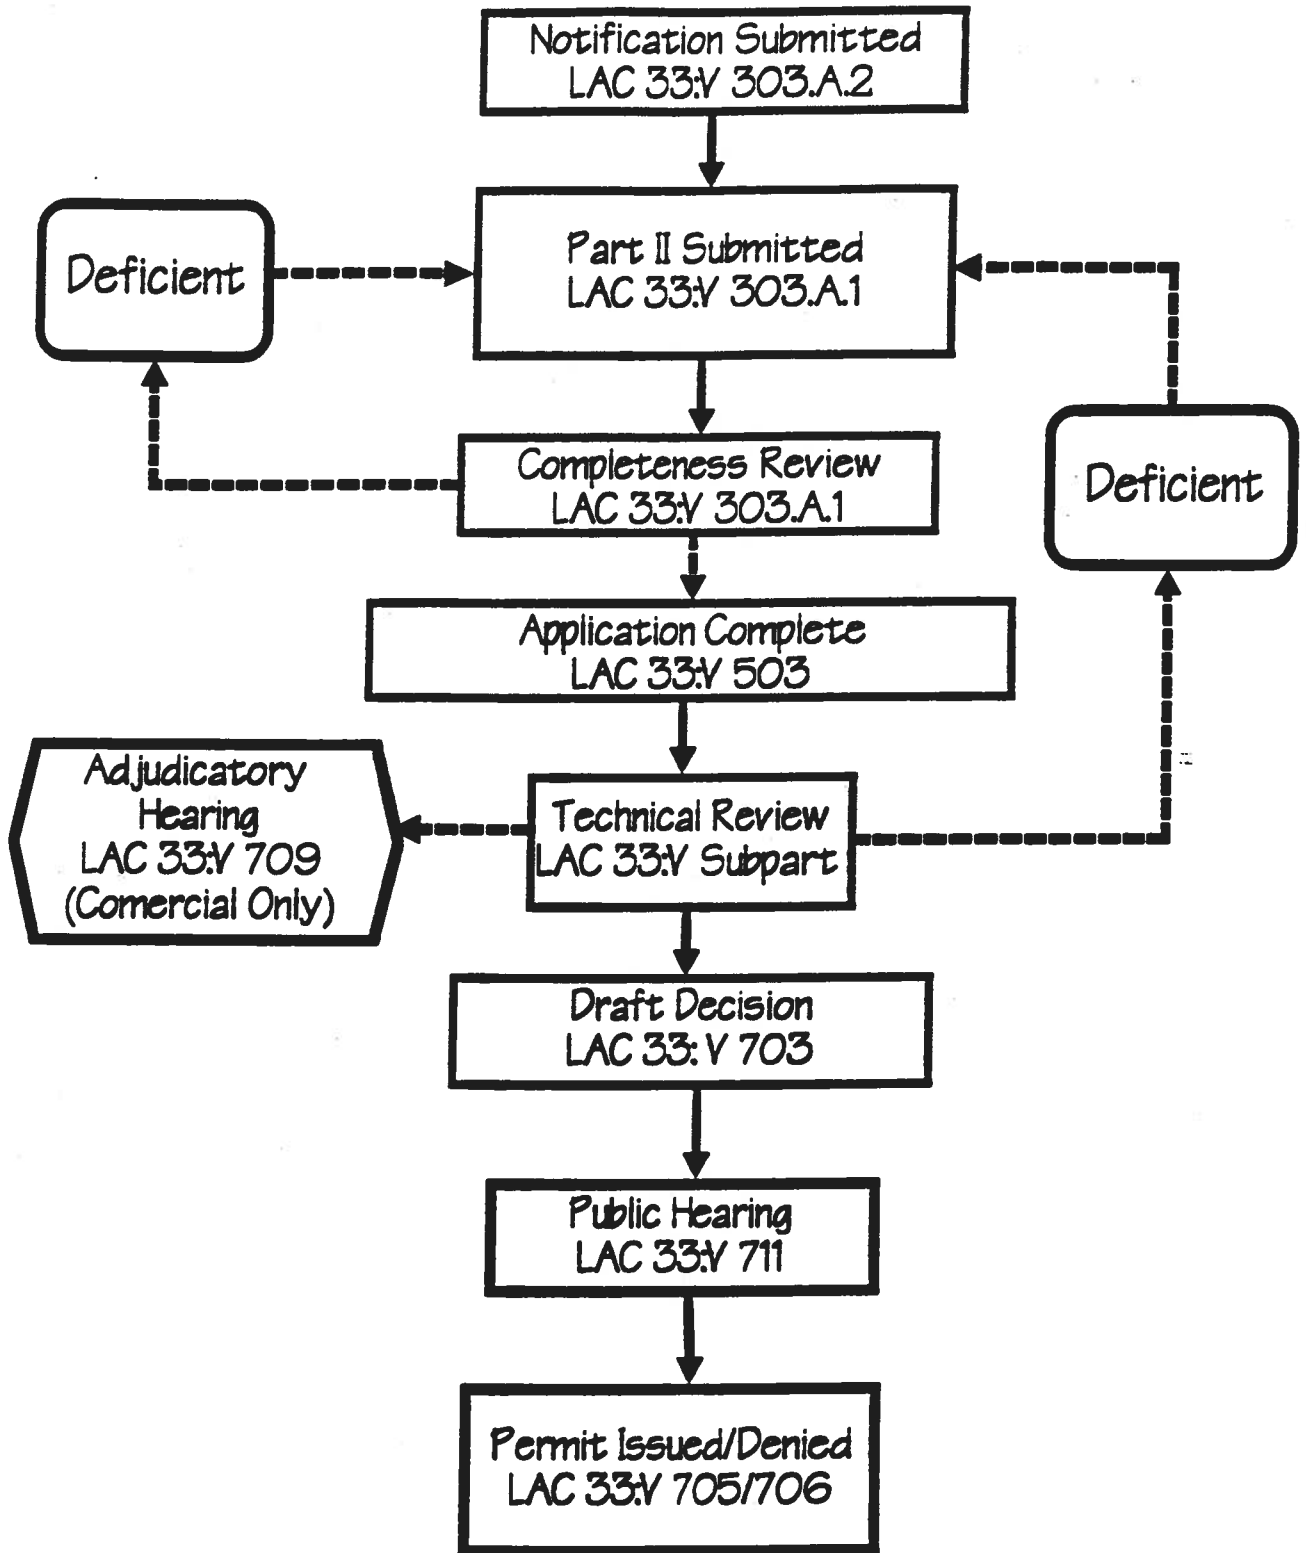 Notification Submitted
LAC 33:V 303.A.2
Deficient
Part II Submitted
LAC 33:V 303.A.1
Completeness Review
LAC 33:V 303.A.1
Deficient
Application Complete
LAC 33:V 503
Adjudicatory
Hearing
LAC 33:V 709
(Comercial Only)
Technical Review
LAC 33:V Subpart
Draft Decision
LAC 33: V 703
Public Hearing
LAC 33:V 711
Permit Issued/Denied
LAC 33:V 705/706